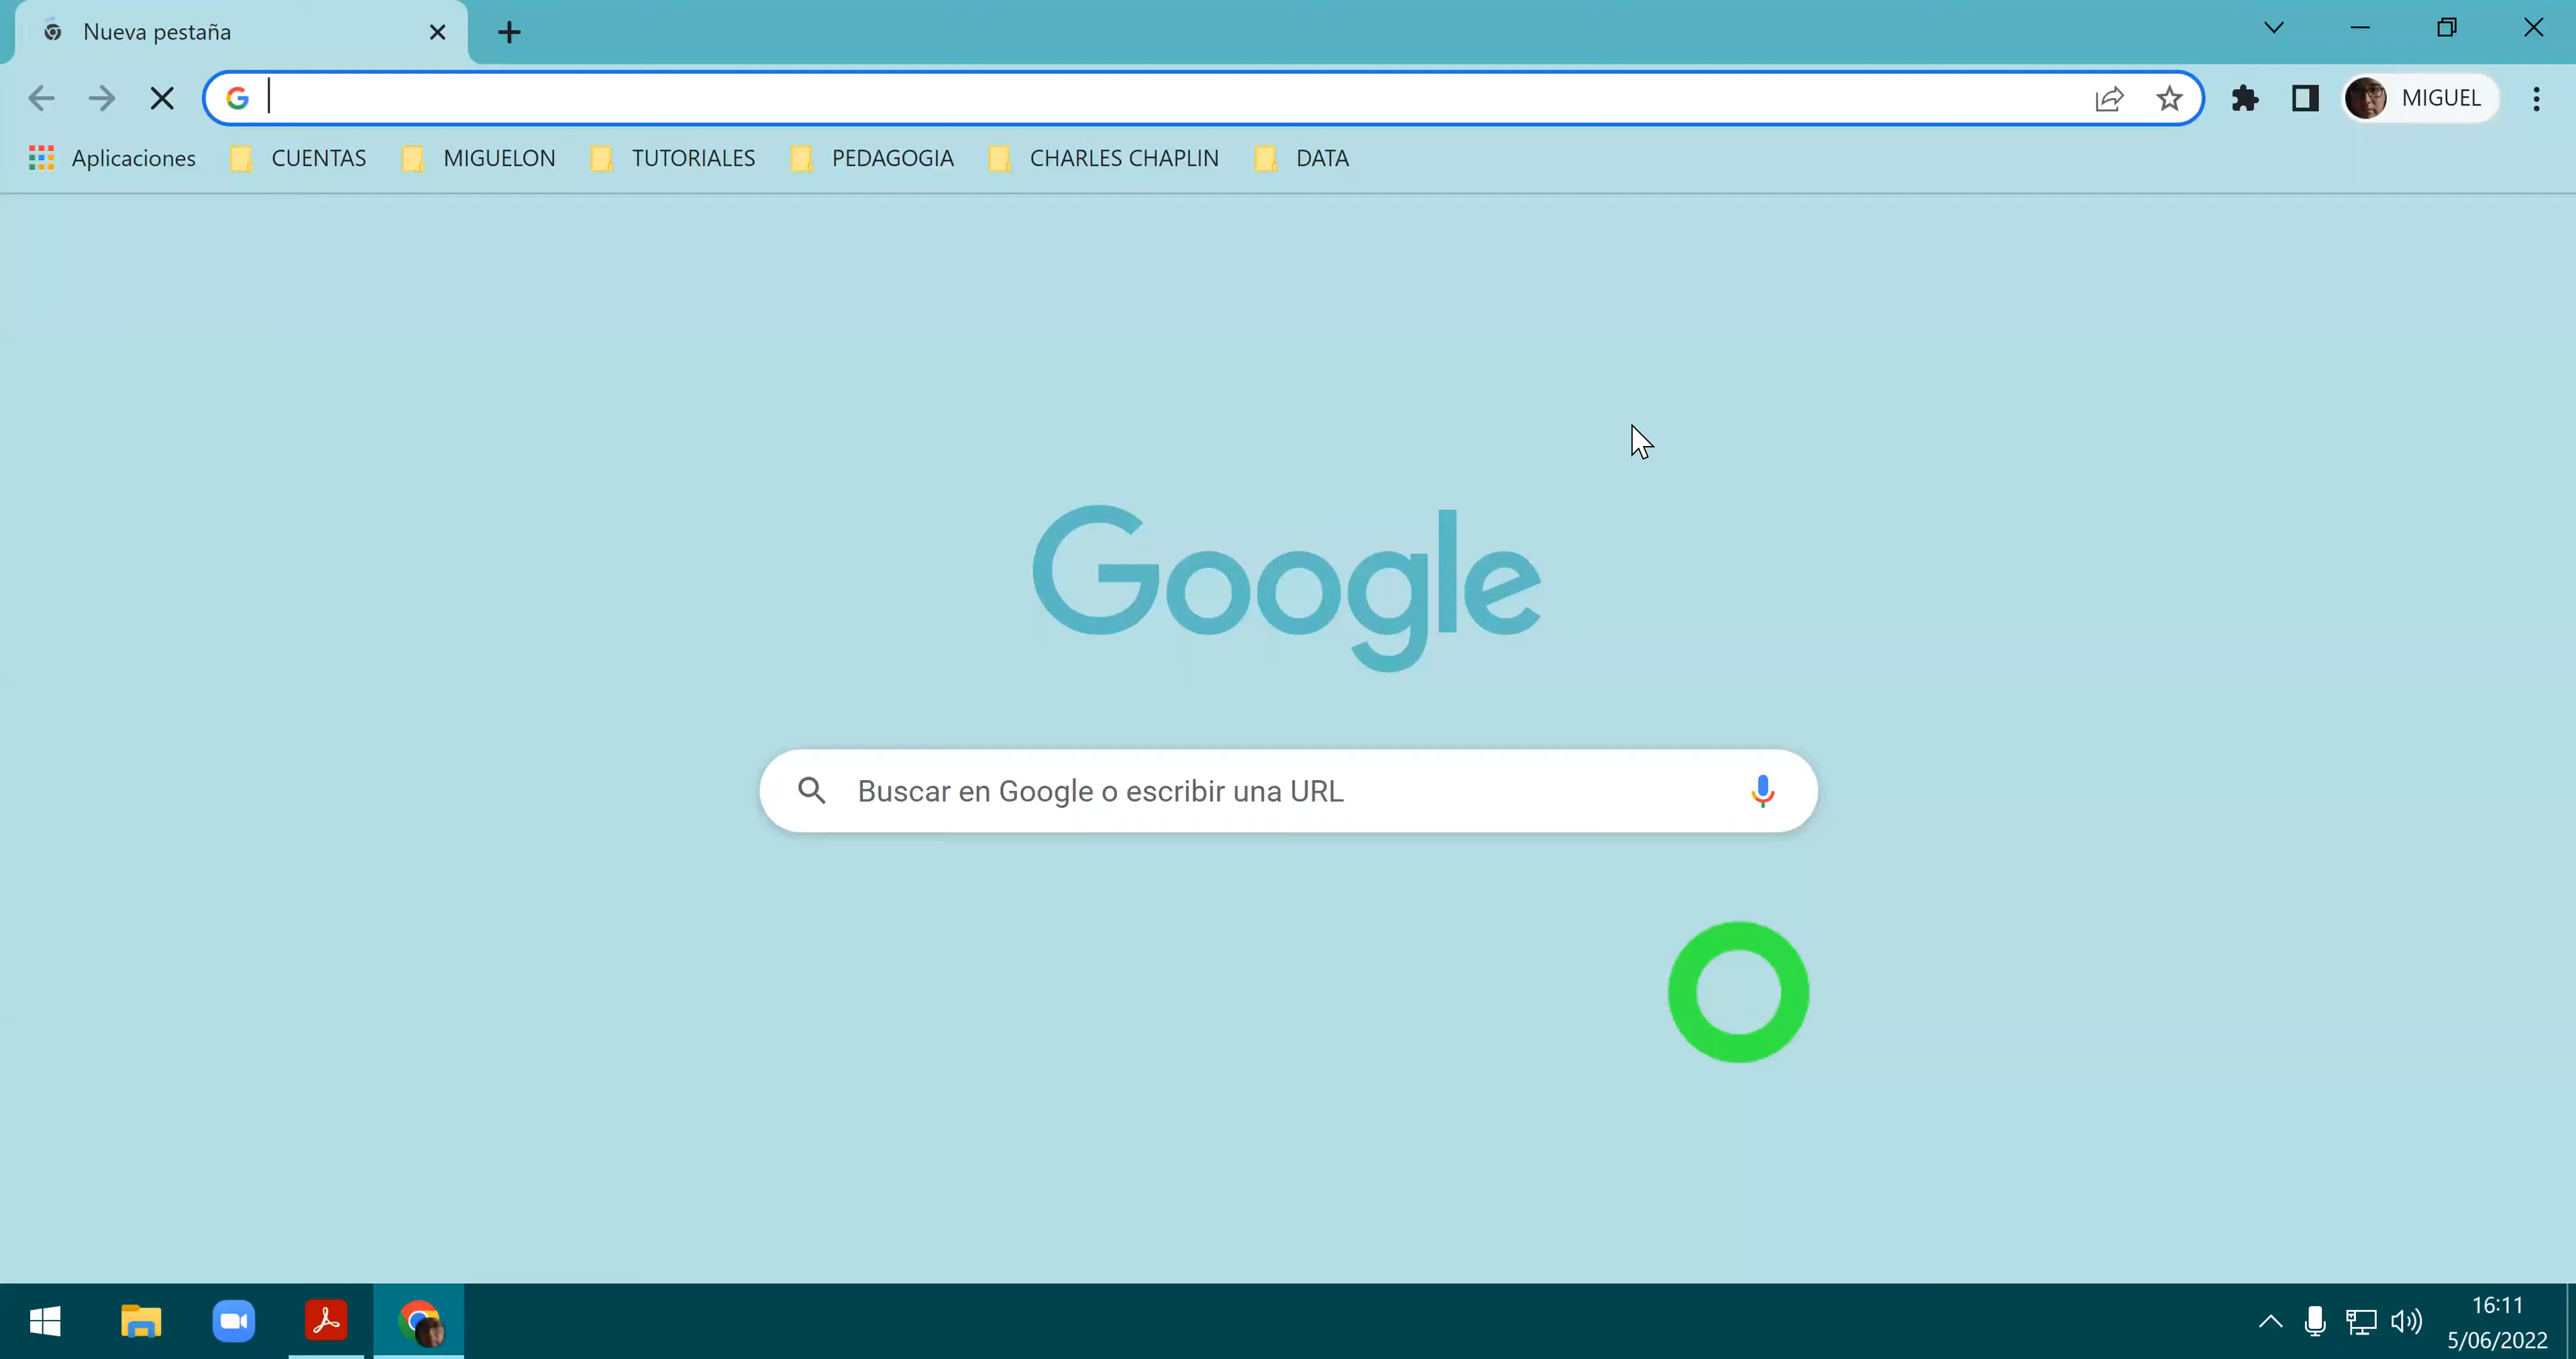 Nueva pestaña
MIGUEL
Aplicaciones CUENTAS MIGUELON TUTORIALES PEDAGOGIA CHARLES CHAPLIN DATA
Google
Buscar en Google o escribir una URL
16:11
5/06/2022